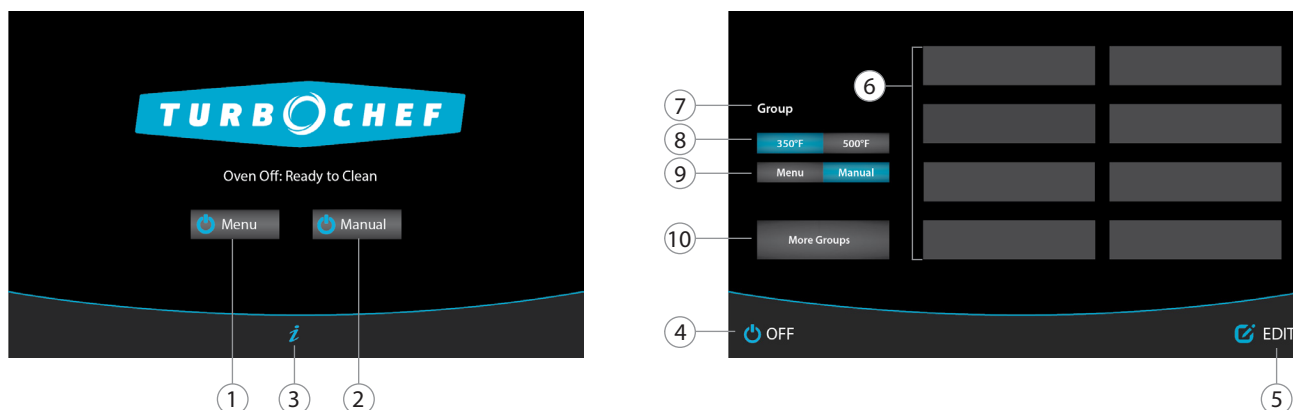 TURBOCHEF
Oven Off: Ready to Clean
Menu
Manual
i
1
3
2
6
7
Group
8
350°F
500°F
9
Menu
Manual
10
More Groups
4
OFF
EDIT
5